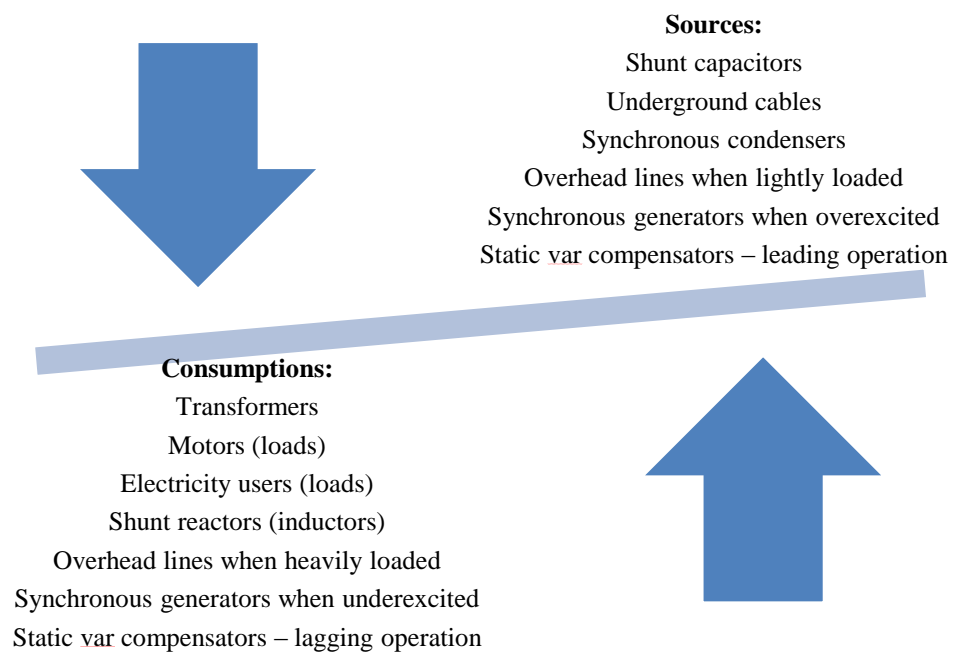 Sources:
Shunt capacitors
Underground cables
Synchronous condensers
Overhead lines when lightly loaded
Synchronous generators when overexcited
Static var compensators – leading operation
Consumptions:
Transformers
Motors (loads)
Electricity users (loads)
Shunt reactors (inductors)
Overhead lines when heavily loaded
Synchronous generators when underexcited
Static var compensators – lagging operation